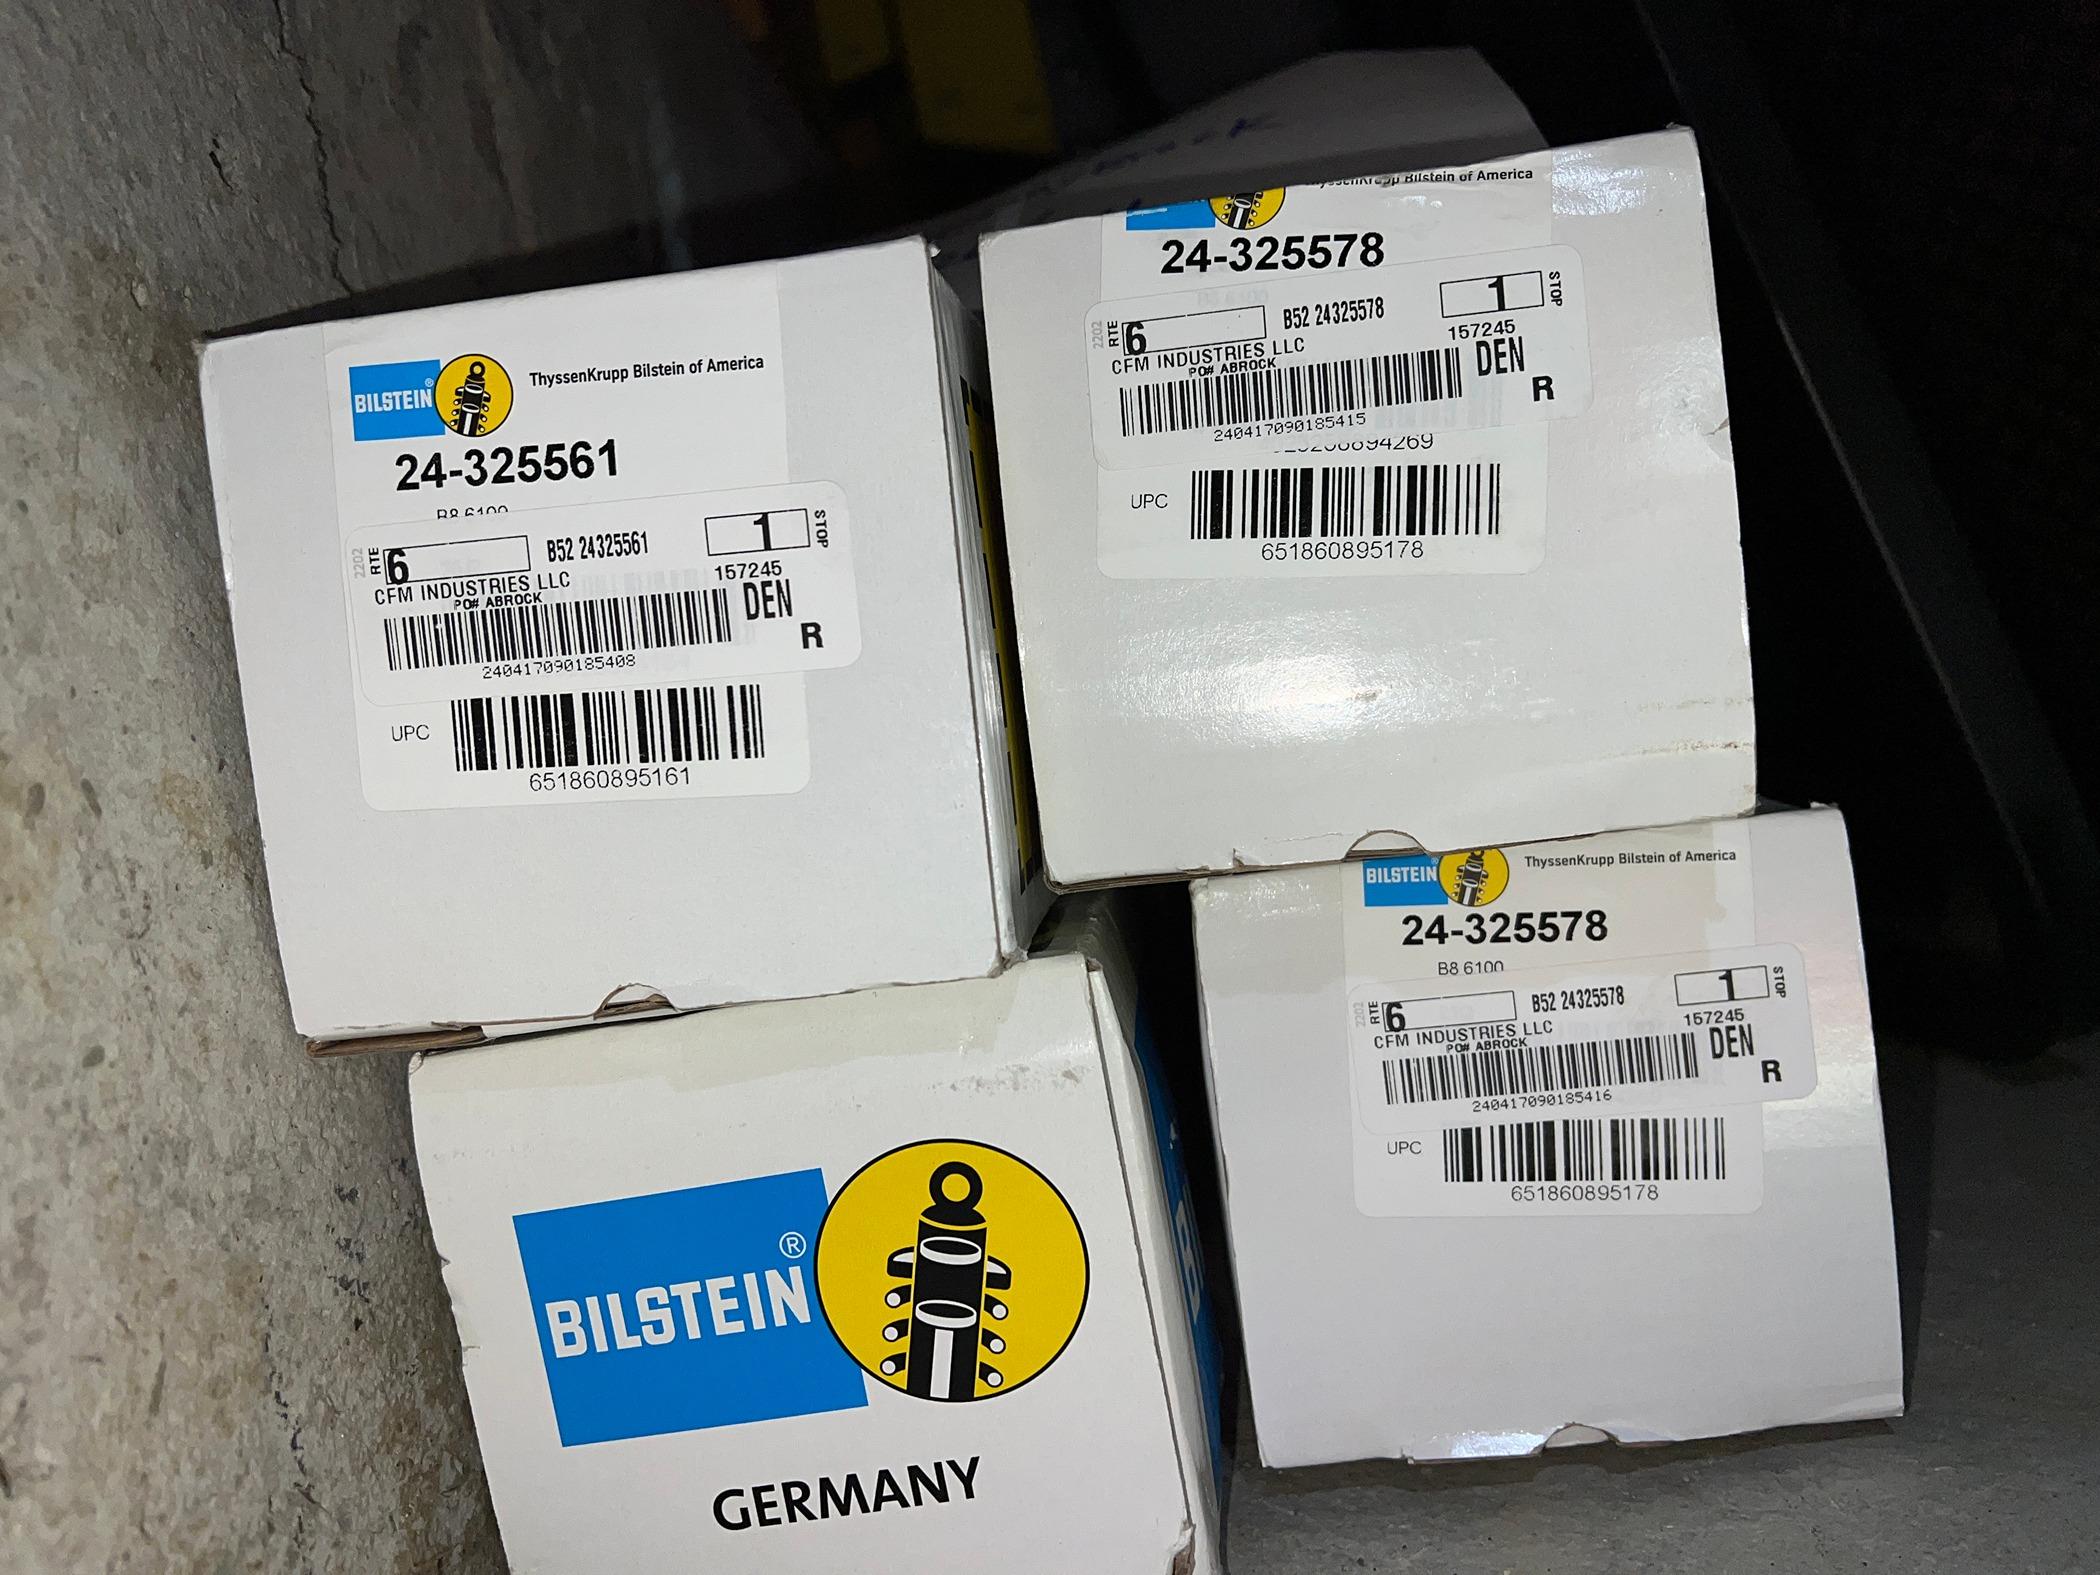 BILSTEIN®
ThyssenKrupp Bilstein of America
24-325561
B8 6100
2202
RTE
6
B52 24325561
1
STOP
157245
CFM INDUSTRIES LLC
PO# ABROCK
DEN
R
240417090185408
UPC
651860895161
ThyssenKrupp Bilstein of America
24-325578
2202
RTE
6
B52 24325578
1
STOP
157245
CFM INDUSTRIES LLC
PO# ABROCK
DEN
R
240417090185415
UPC
651860895178
BILSTEIN®
ThyssenKrupp Bilstein of America
24-325578
B8 6100
2202
RTE
6
B52 24325578
1
STOP
157245
CFM INDUSTRIES LLC
PO# ABROCK
DEN
R
240417090185416
UPC
651860895178
BILSTEIN®
GERMANY